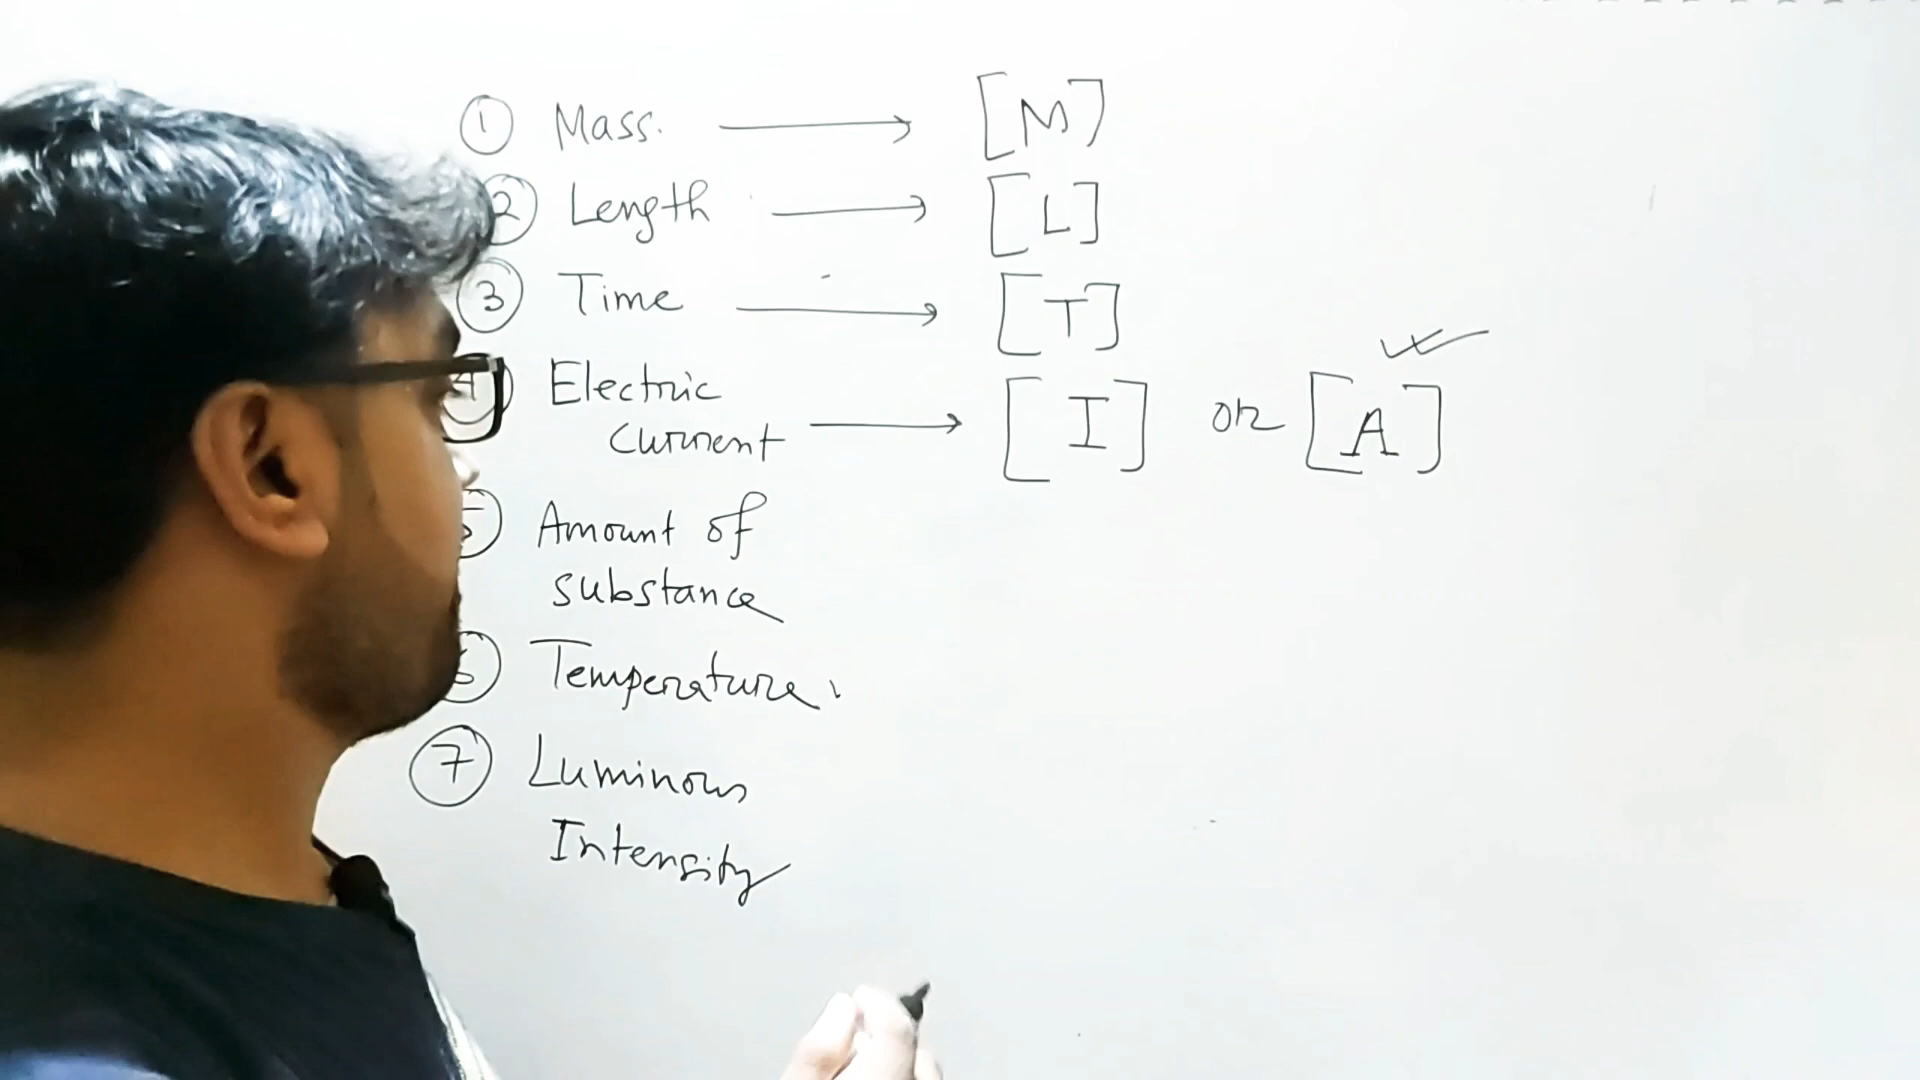 ① Mass. ⟶ [M]
② Length ⟶ [L]
③ Time ⟶ [T]
④ Electric
current ⟶ [I] or [A]
⑤ Amount of
substance
⑥ Temperature.
⑦ Luminous
Intensity